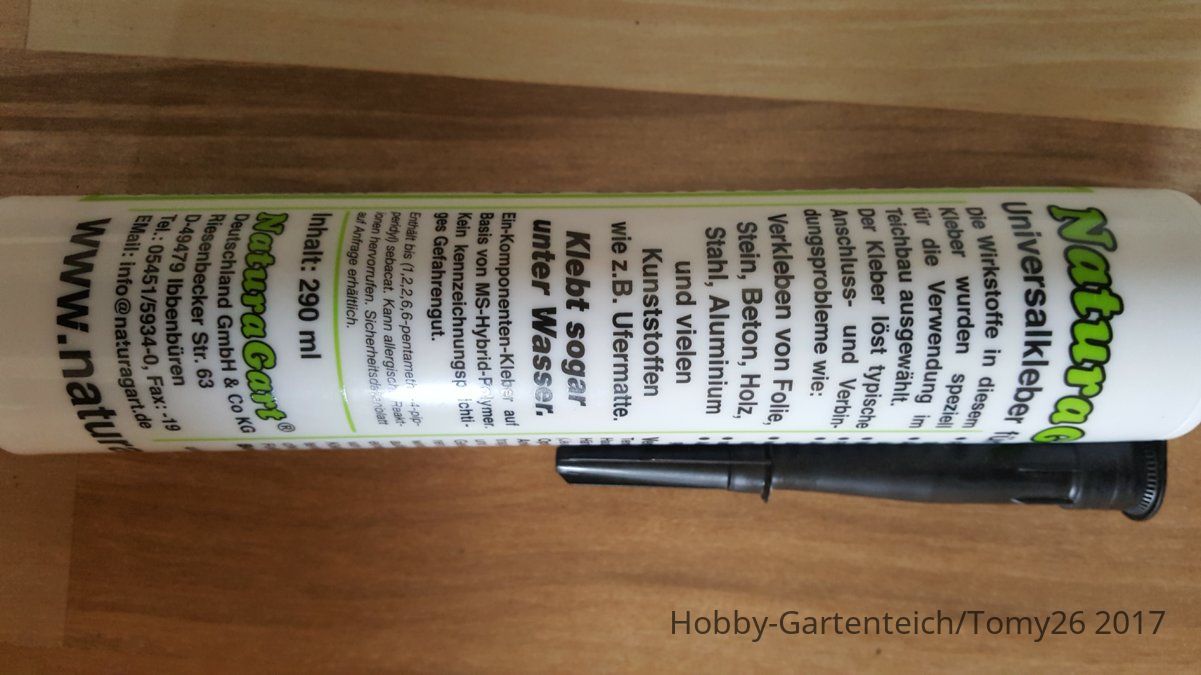 Natura
Universalkleber
Die Wirkstoffe in diesem
Kleber wurden speziell
für die Verwendung im
Teichbau ausgewählt.
Der Kleber löst typische
Anschluss- und Verbin-
dungsprobleme wie:
Verkleben von Folie,
Stein, Beton, Holz,
Stahl, Aluminium
und vielen
Kunststoffen
wie z.B. Ufermatte.
Klebt sogar
unter Wasser.
Ein-Komponenten-Kleber auf
Basis von MS-Hybrid-Polymer.
Kein kennzeichnungspflichti-
ges Gefahrengut.
Enthält bis (1,2,2,6,6-pentameth
peridyl) sebacat. Kann allergische Reakt-
ionen hervorrufen. Sicherheitsdatenblatt
auf Anfrage erhältlich.
Inhalt: 290 ml
NaturaGart®
Deutschland GmbH & Co KG
Riesenbecker Str. 63
D-49479 Ibbenbüren
Tel.: 05451/5934-0, Fax: -19
EMail: info@naturagart.de
www.natura
Hobby-Gartenteich/Tomy26 2017